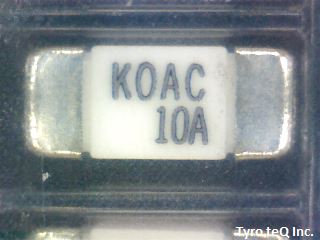 KOAC
10A
Tyro teQ Inc.